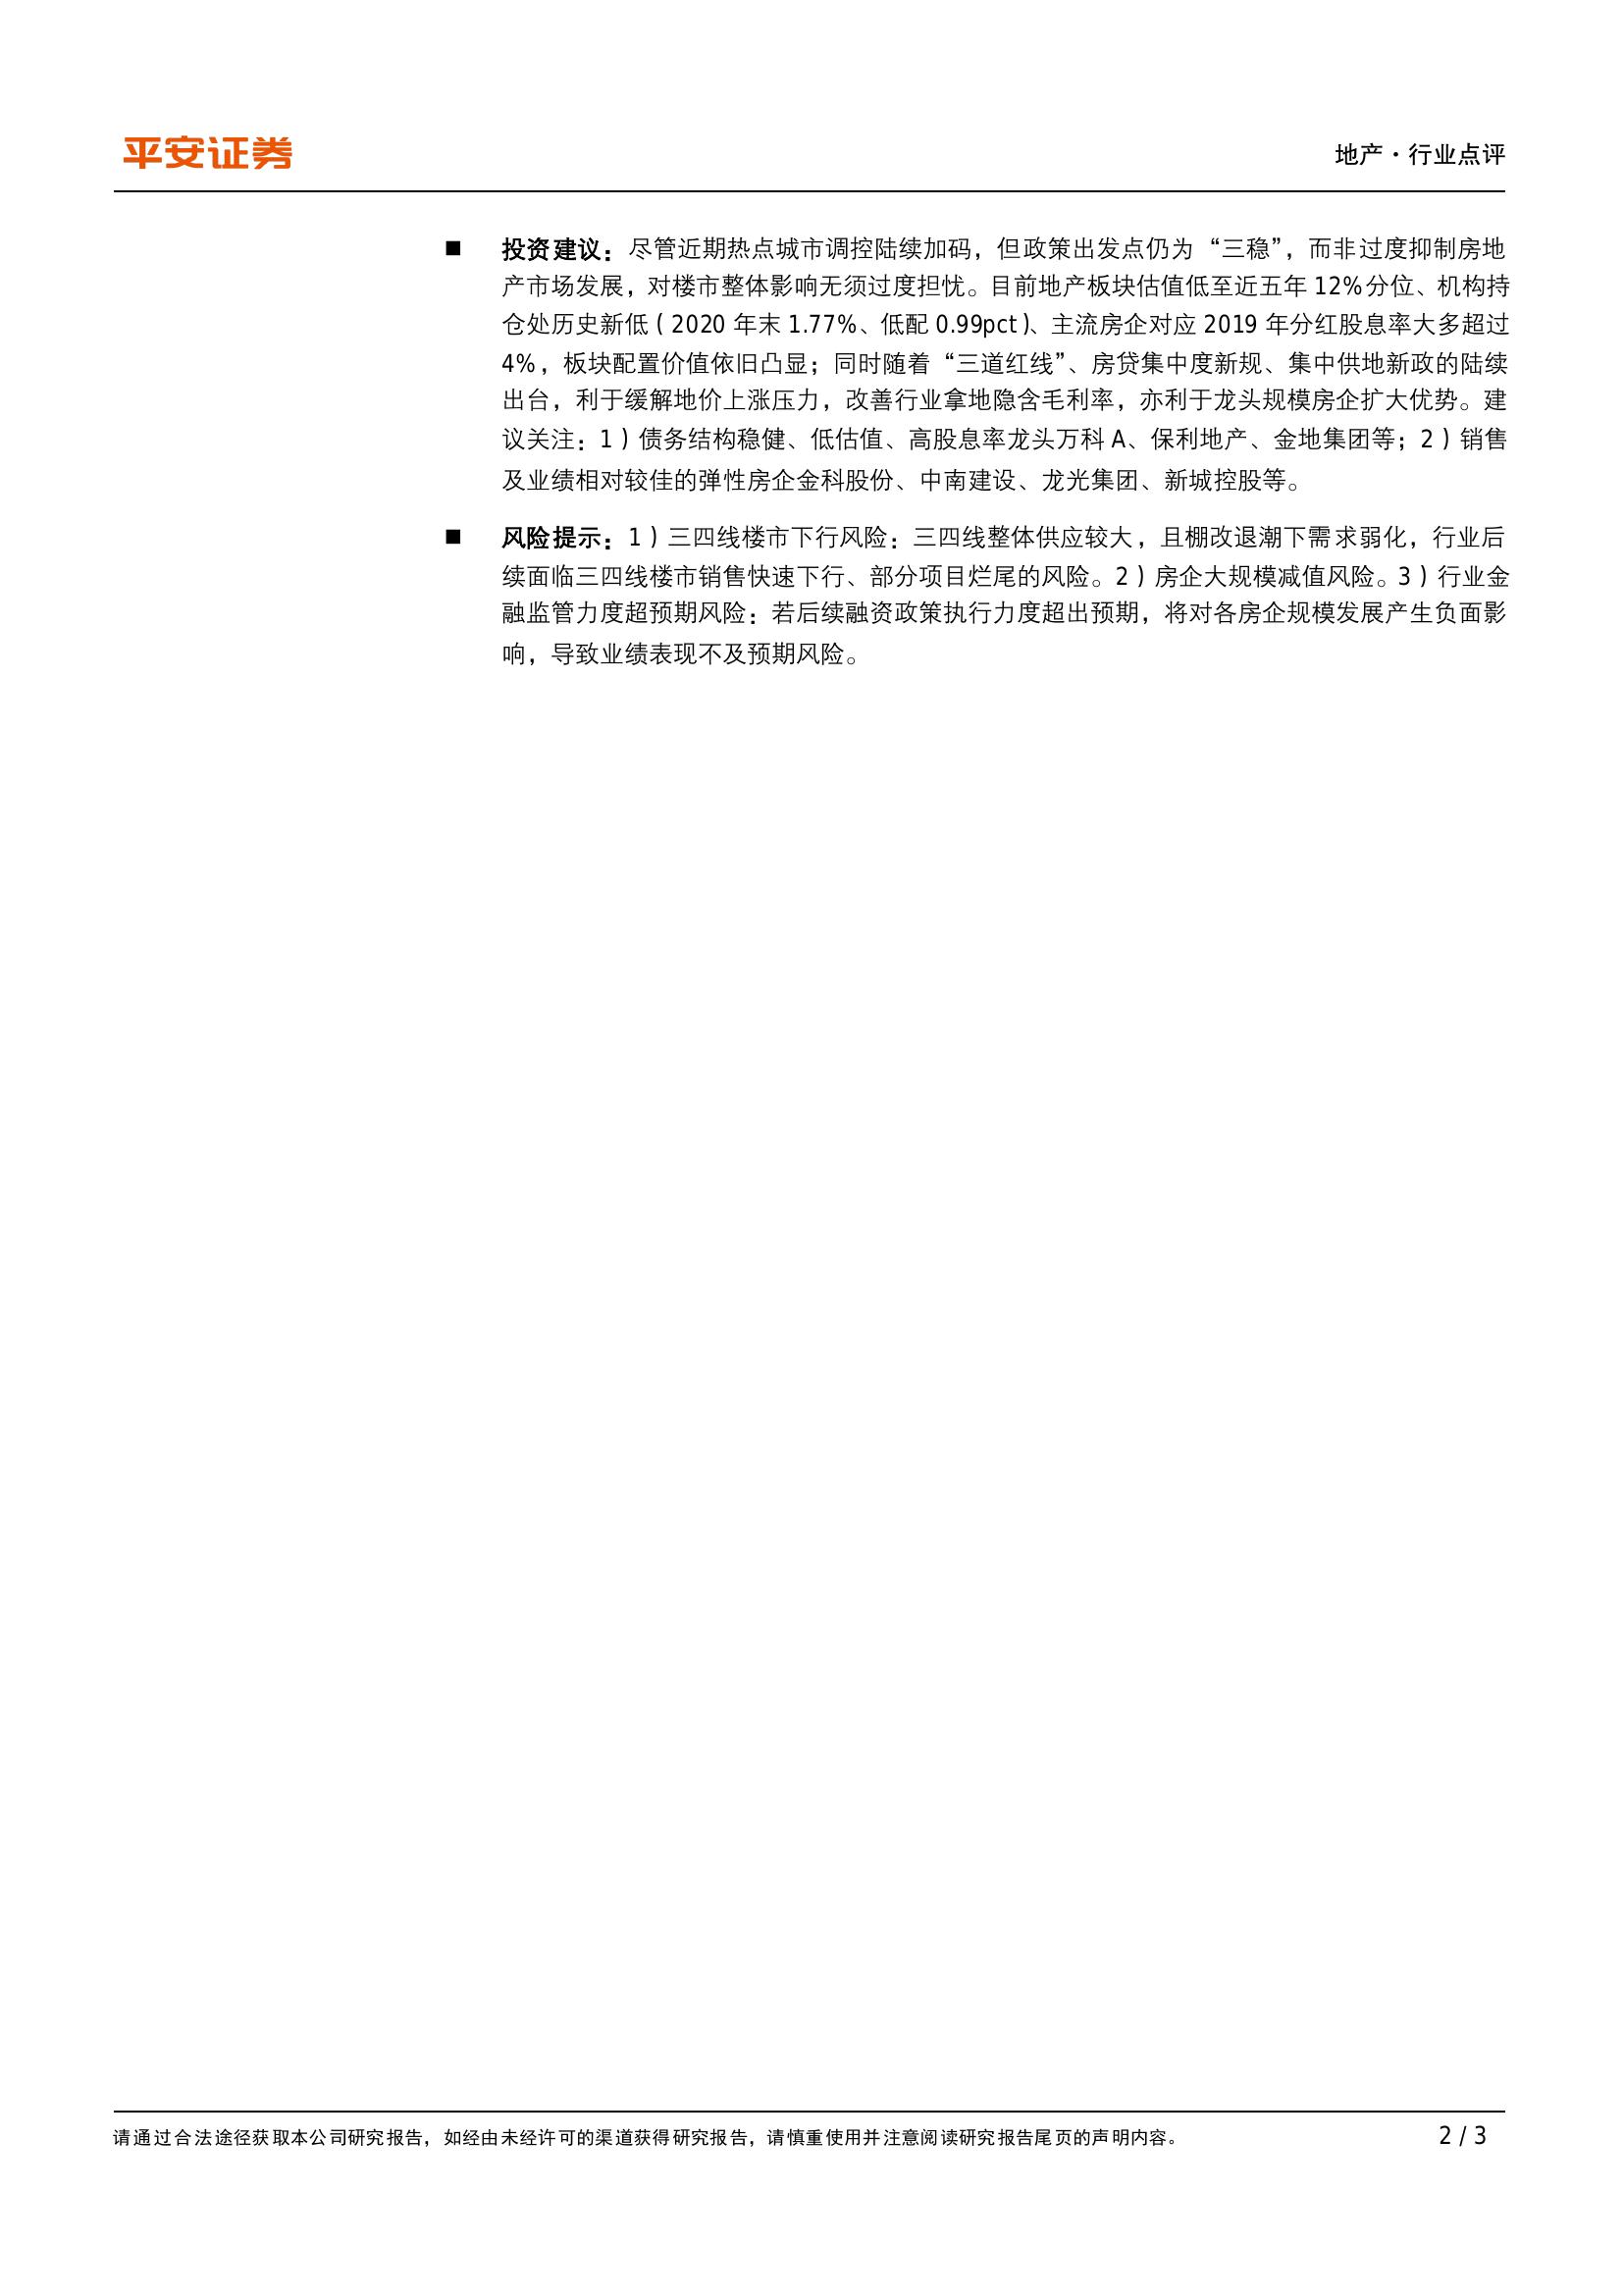 平安证券
地产·行业点评
■ 投资建议：尽管近期热点城市调控陆续加码，但政策出发点仍为“三稳”，而非过度抑制房地
产市场发展，对楼市整体影响无须过度担忧。目前地产板块估值低至近五年 12%分位、机构持
仓处历史新低（2020 年末 1.77%、低配 0.99pct）、主流房企对应 2019 年分红股息率大多超过
4%，板块配置价值依旧凸显；同时随着“三道红线”、房贷集中度新规、集中供地新政的陆续
出台，利于缓解地价上涨压力，改善行业拿地隐含毛利率，亦利于龙头规模房企扩大优势。建
议关注：1）债务结构稳健、低估值、高股息率龙头万科 A、保利地产、金地集团等；2）销售
及业绩相对较佳的弹性房企金科股份、中南建设、龙光集团、新城控股等。
■ 风险提示：1）三四线楼市下行风险：三四线整体供应较大，且棚改退潮下需求弱化，行业后
续面临三四线楼市销售快速下行、部分项目烂尾的风险。2）房企大规模减值风险。3）行业金
融监管力度超预期风险：若后续融资政策执行力度超出预期，将对各房企规模发展产生负面影
响，导致业绩表现不及预期风险。
请通过合法途径获取本公司研究报告，如经由未经许可的渠道获得研究报告，请慎重使用并注意阅读研究报告尾页的声明内容。
2 / 3